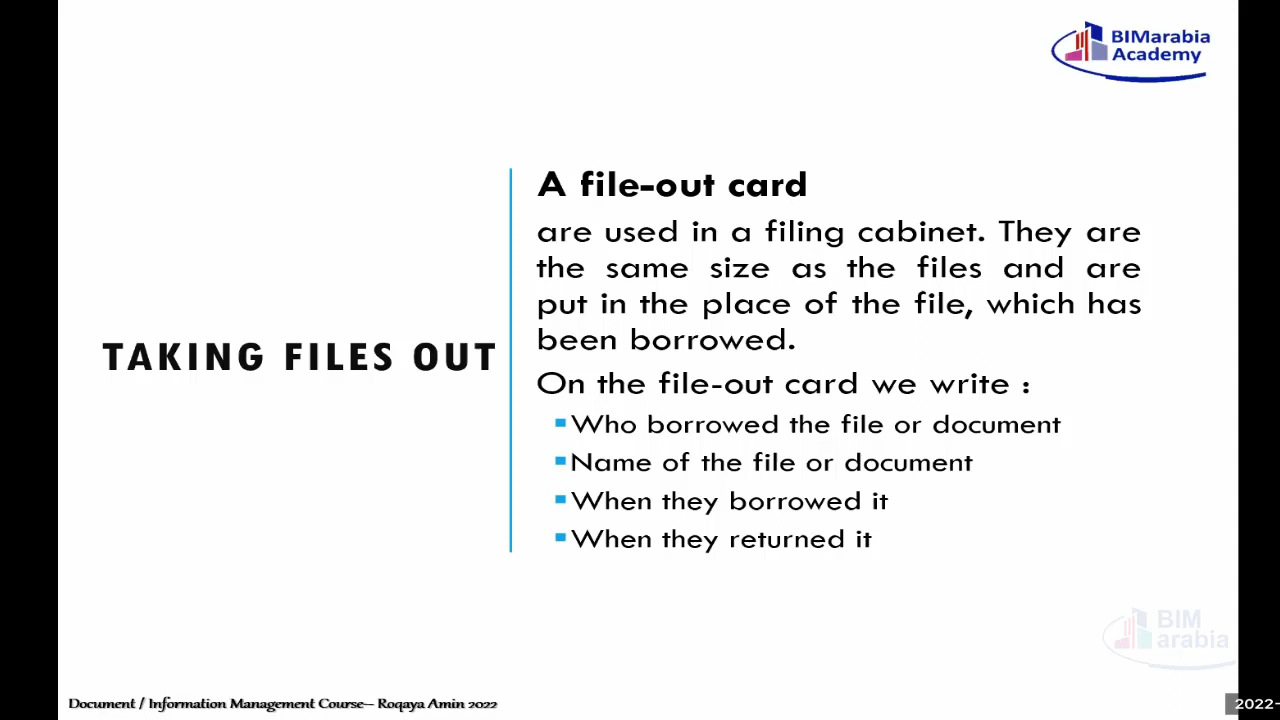 BIMarabia
Academy
A file-out card
are used in a filing cabinet. They are
the same size as the files and are
put in the place of the file, which has
been borrowed.
TAKING FILES OUT
On the file-out card we write :
Who borrowed the file or document
Name of the file or document
When they borrowed it
When they returned it
BIM
arabia
Document / Information Management Course– Roqaya Amin 2022
2022-